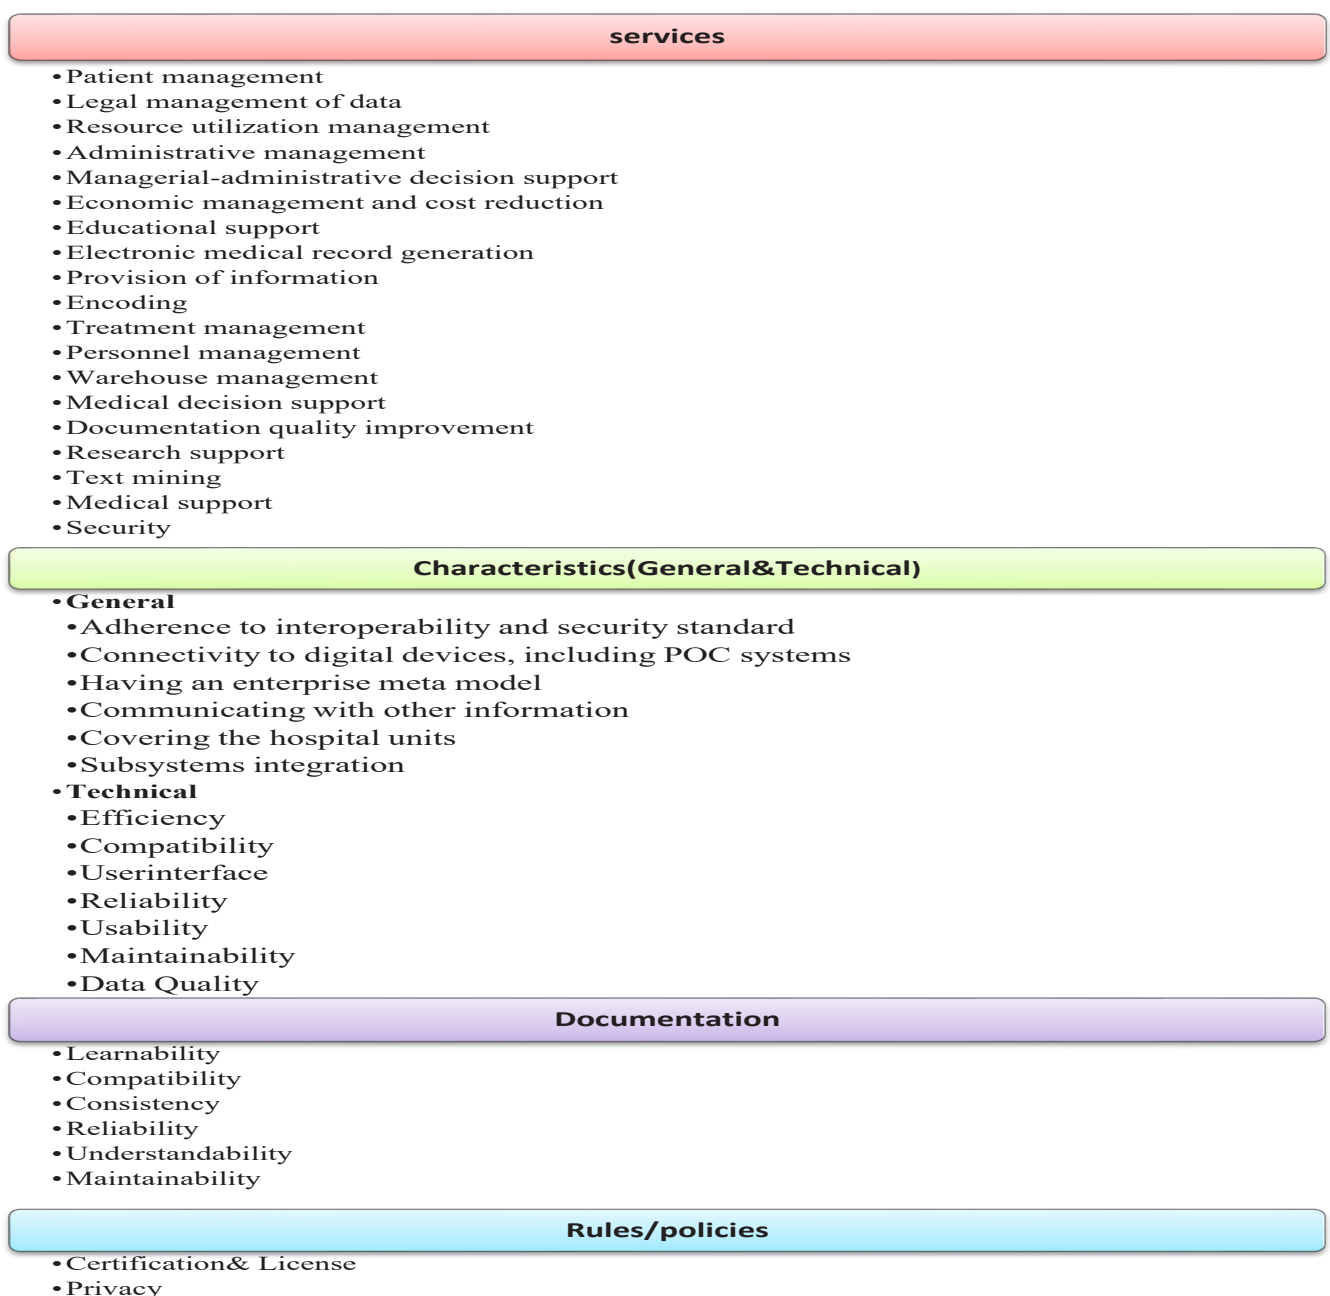 services
•Patient management
•Legal management of data
•Resource utilization management
•Administrative management
•Managerial-administrative decision support
•Economic management and cost reduction
•Educational support
•Electronic medical record generation
•Provision of information
•Encoding
•Treatment management
•Personnel management
•Warehouse management
•Medical decision support
•Documentation quality improvement
•Research support
•Text mining
•Medical support
•Security
Characteristics(General&Technical)
•General
•Adherence to interoperability and security standard
•Connectivity to digital devices, including POC systems
•Having an enterprise meta model
•Communicating with other information
•Covering the hospital units
•Subsystems integration
•Technical
•Efficiency
•Compatibility
•Userinterface
•Reliability
•Usability
•Maintainability
•Data Quality
Documentation
•Learnability
•Compatibility
•Consistency
•Reliability
•Understandability
•Maintainability
Rules/policies
•Certification& License
•Privacy